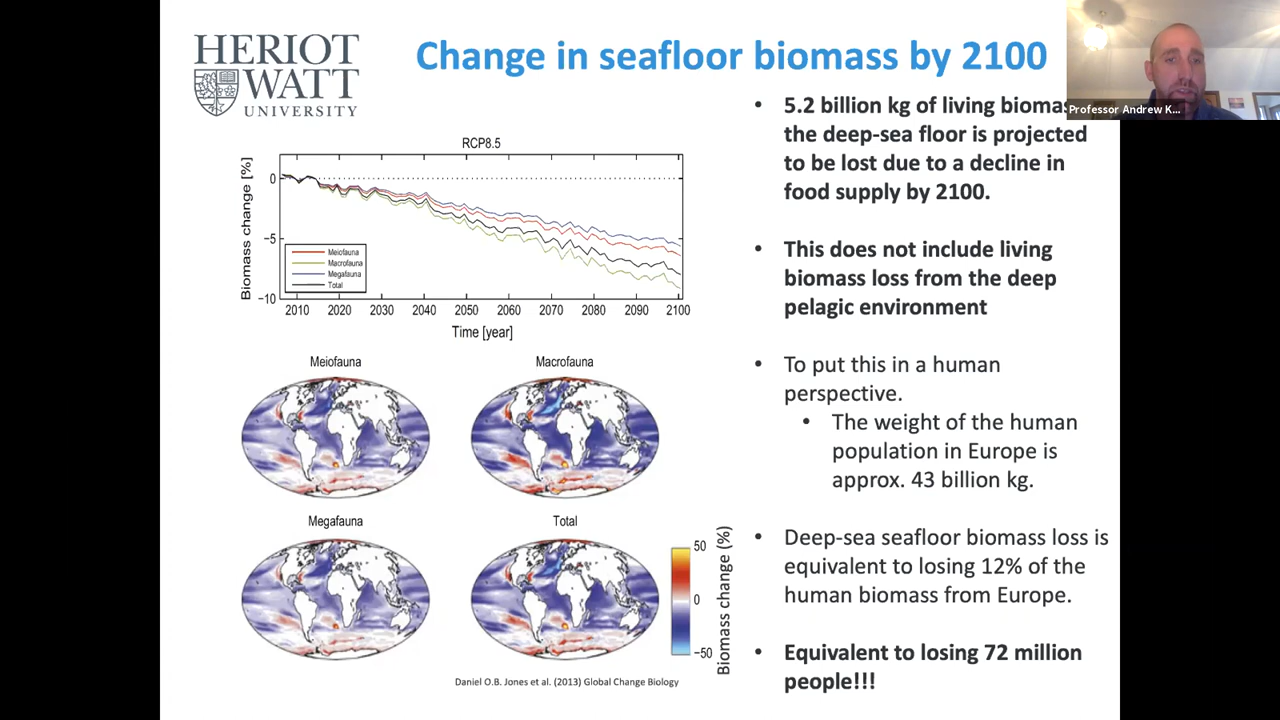 HERIOT
WATT
UNIVERSITY
Change in seafloor biomass by 2100
Professor Andrew K...
RCP8.5
Biomass change [%]
0
−5
−10
Meiofauna
Macrofauna
Megafauna
Total
2010 2020 2030 2040 2050 2060 2070 2080 2090 2100
Time [year]
Meiofauna
Macrofauna
Megafauna
Total
50
0
−50
Biomass change (%)
Daniel O.B. Jones et al. (2013) Global Change Biology
• 5.2 billion kg of living
the deep-sea floor is projected
to be lost due to a decline in
food supply by 2100.
• This does not include living
biomass loss from the deep
pelagic environment
• To put this in a human
perspective.
• The weight of the human
population in Europe is
approx. 43 billion kg.
• Deep-sea seafloor biomass loss is
equivalent to losing 12% of the
human biomass from Europe.
• Equivalent to losing 72 million
people!!!